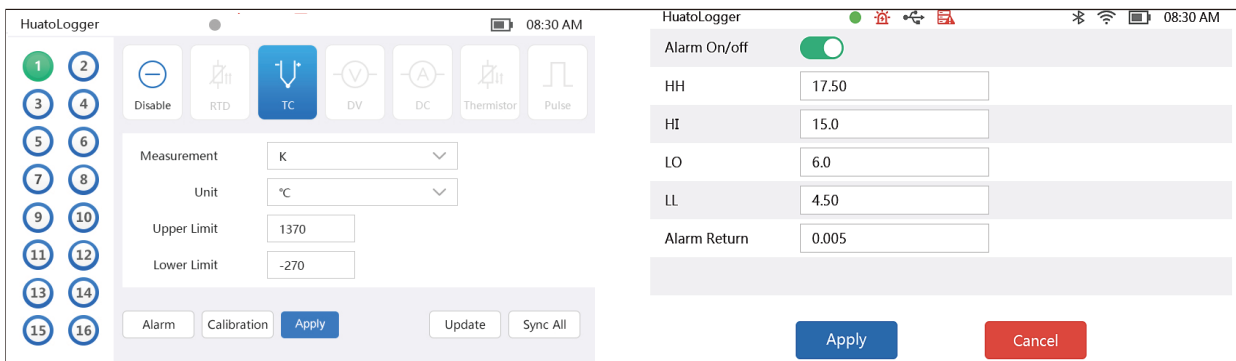 HuatoLogger 08:30 AM
1 2
3 4
5 6
7 8
9 10
11 12
13 14
15 16
Disable RTD TC DV DC Thermistor Pulse
Measurement K
Unit °C
Upper Limit 1370
Lower Limit -270
Alarm Calibration Apply Update Sync All
HuatoLogger 08:30 AM
Alarm On/off
HH 17.50
HI 15.0
LO 6.0
LL 4.50
Alarm Return 0.005
Apply Cancel